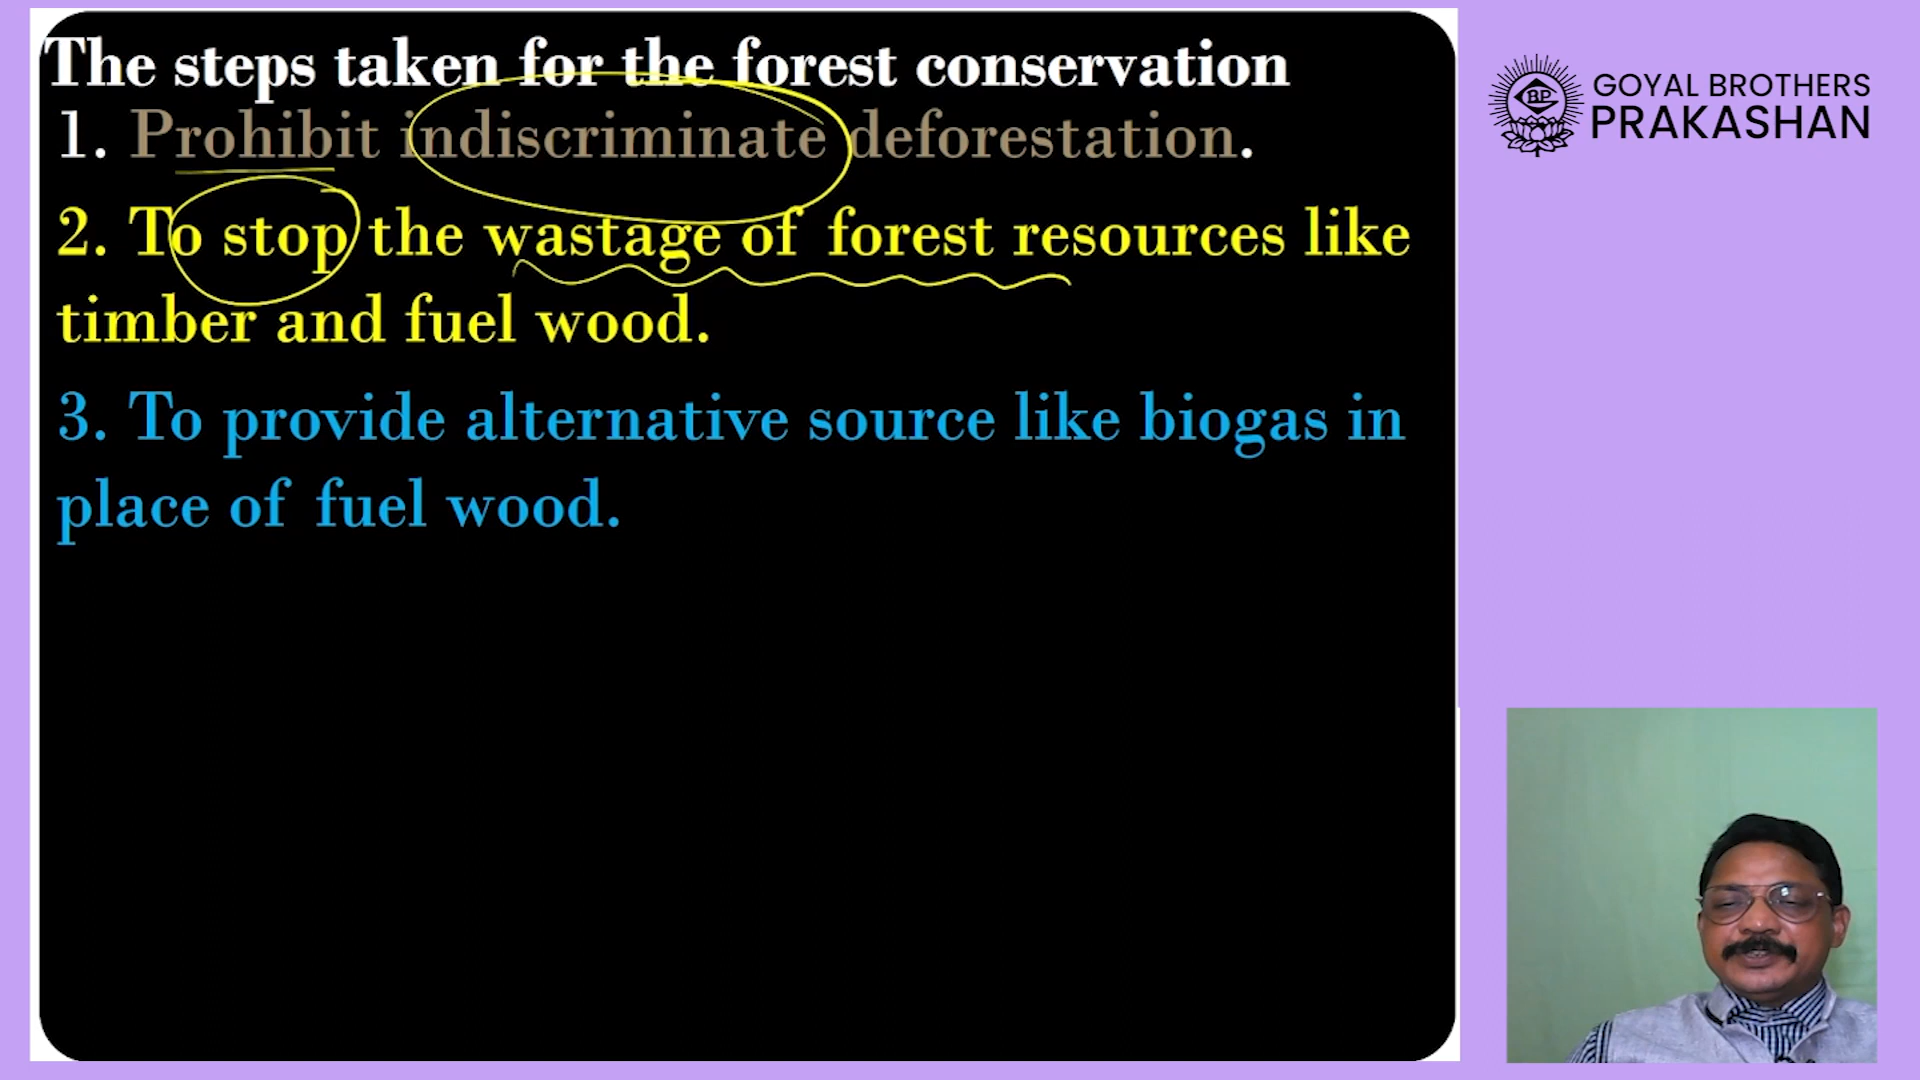 The steps taken for the forest conservation
1. Prohibit indiscriminate deforestation.
2. To stop the wastage of forest resources like
timber and fuel wood.
3. To provide alternative source like biogas in
place of fuel wood.
GBP
GOYAL BROTHERS
PRAKASHAN